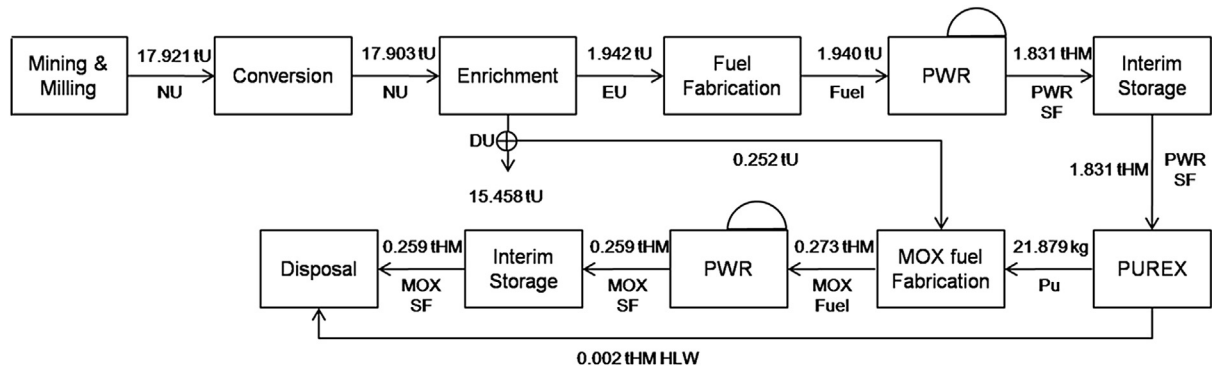 17.921 tU
17.903 tU
1.942 tU
1.940 tU
1.831 tHM
Mining &
Milling
Conversion
Enrichment
Fuel
Fabrication
PWR
Interim
Storage
NU
NU
EU
Fuel
PWR
SF
DU
0.252 tU
15.458 tU
1.831 tHM
PWR
SF
0.259 tHM
0.259 tHM
0.273 tHM
21.879 kg
Disposal
Interim
Storage
PWR
MOX fuel
Fabrication
PUREX
MOX
SF
MOX
SF
MOX
Fuel
Pu
0.002 tHM HLW